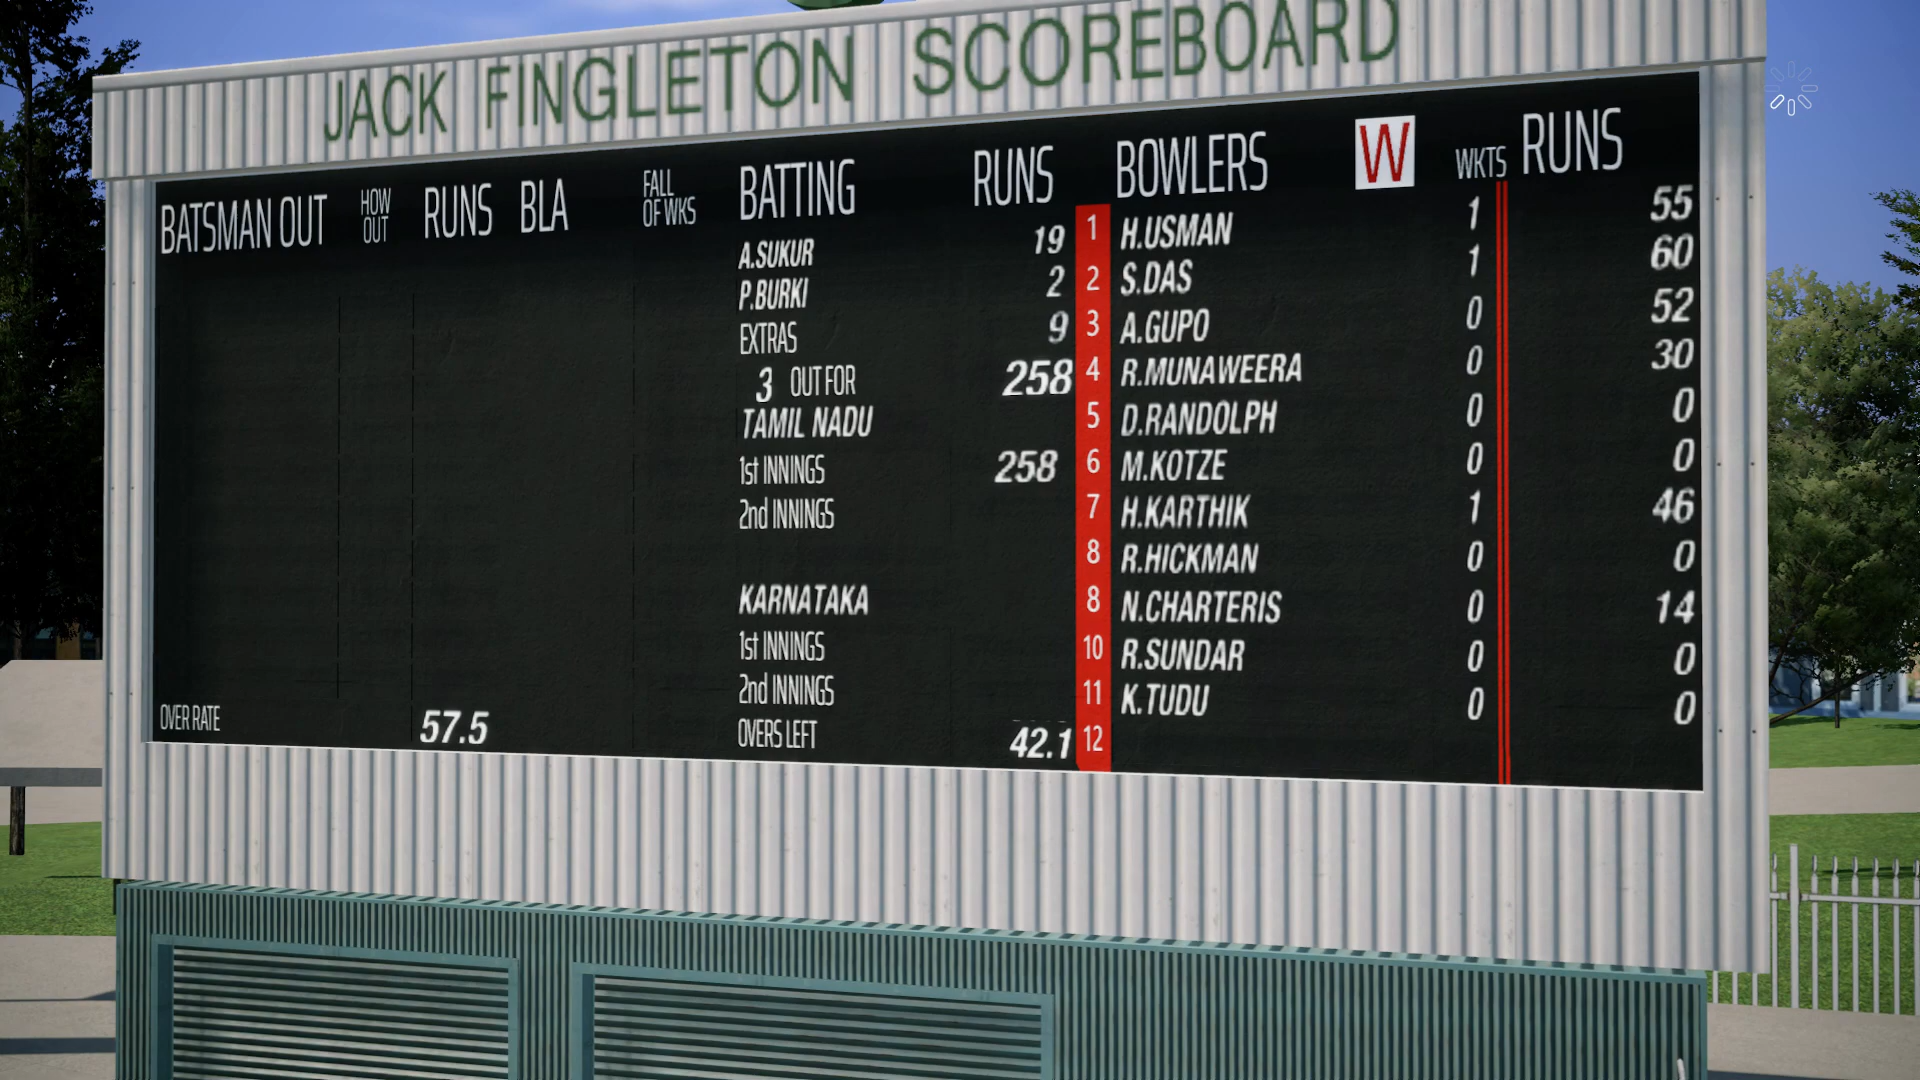 JACK FINGLETON SCOREBOARD
BATSMAN OUT HOW OUT RUNS BLA FALL OF WKS
OVER RATE 57.5
BATTING RUNS
A.SUKUR 19
P.BURKI 2
EXTRAS 9
3 OUT FOR 258
TAMIL NADU
1st INNINGS 258
2nd INNINGS
KARNATAKA
1st INNINGS
2nd INNINGS
OVERS LEFT 42.1
BOWLERS W WKTS RUNS
1 H.USMAN 1 55
2 S.DAS 1 60
3 A.GUPO 0 52
4 R.MUNAWEERA 0 30
5 D.RANDOLPH 0 0
6 M.KOTZE 0 0
7 H.KARTHIK 1 46
8 R.HICKMAN 0 0
8 N.CHARTERIS 0 14
10 R.SUNDAR 0 0
11 K.TUDU 0 0
12